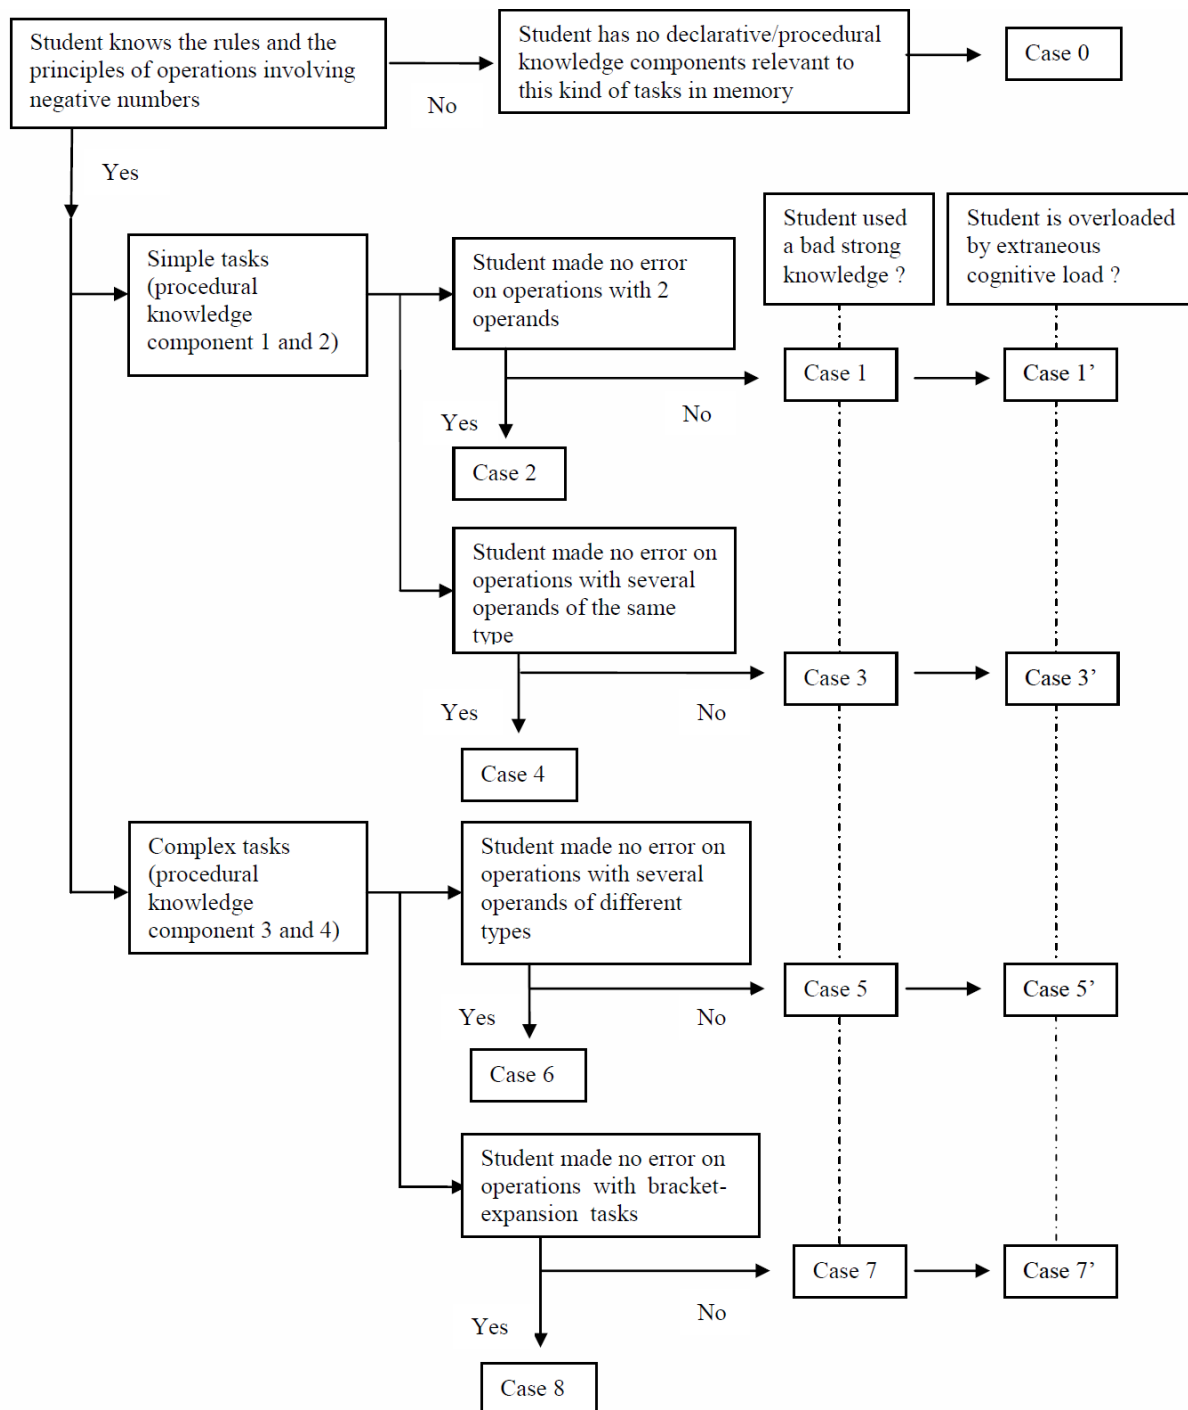 Student knows the rules and the
principles of operations involving
negative numbers
No
Student has no declarative/procedural
knowledge components relevant to
this kind of tasks in memory
Case 0
Yes
Simple tasks
(procedural
knowledge
component 1 and 2)
Student made no error
on operations with 2
operands
Student used
a bad strong
knowledge ?
Student is overloaded
by extraneous
cognitive load ?
Yes
No
Case 1
Case 1’
Case 2
Student made no error on
operations with several
operands of the same
type
Yes
No
Case 3
Case 3’
Case 4
Complex tasks
(procedural
knowledge
component 3 and 4)
Student made no error on
operations with several
operands of different
types
Yes
No
Case 5
Case 5’
Case 6
Student made no error on
operations with bracket-
expansion tasks
Yes
No
Case 7
Case 7’
Case 8